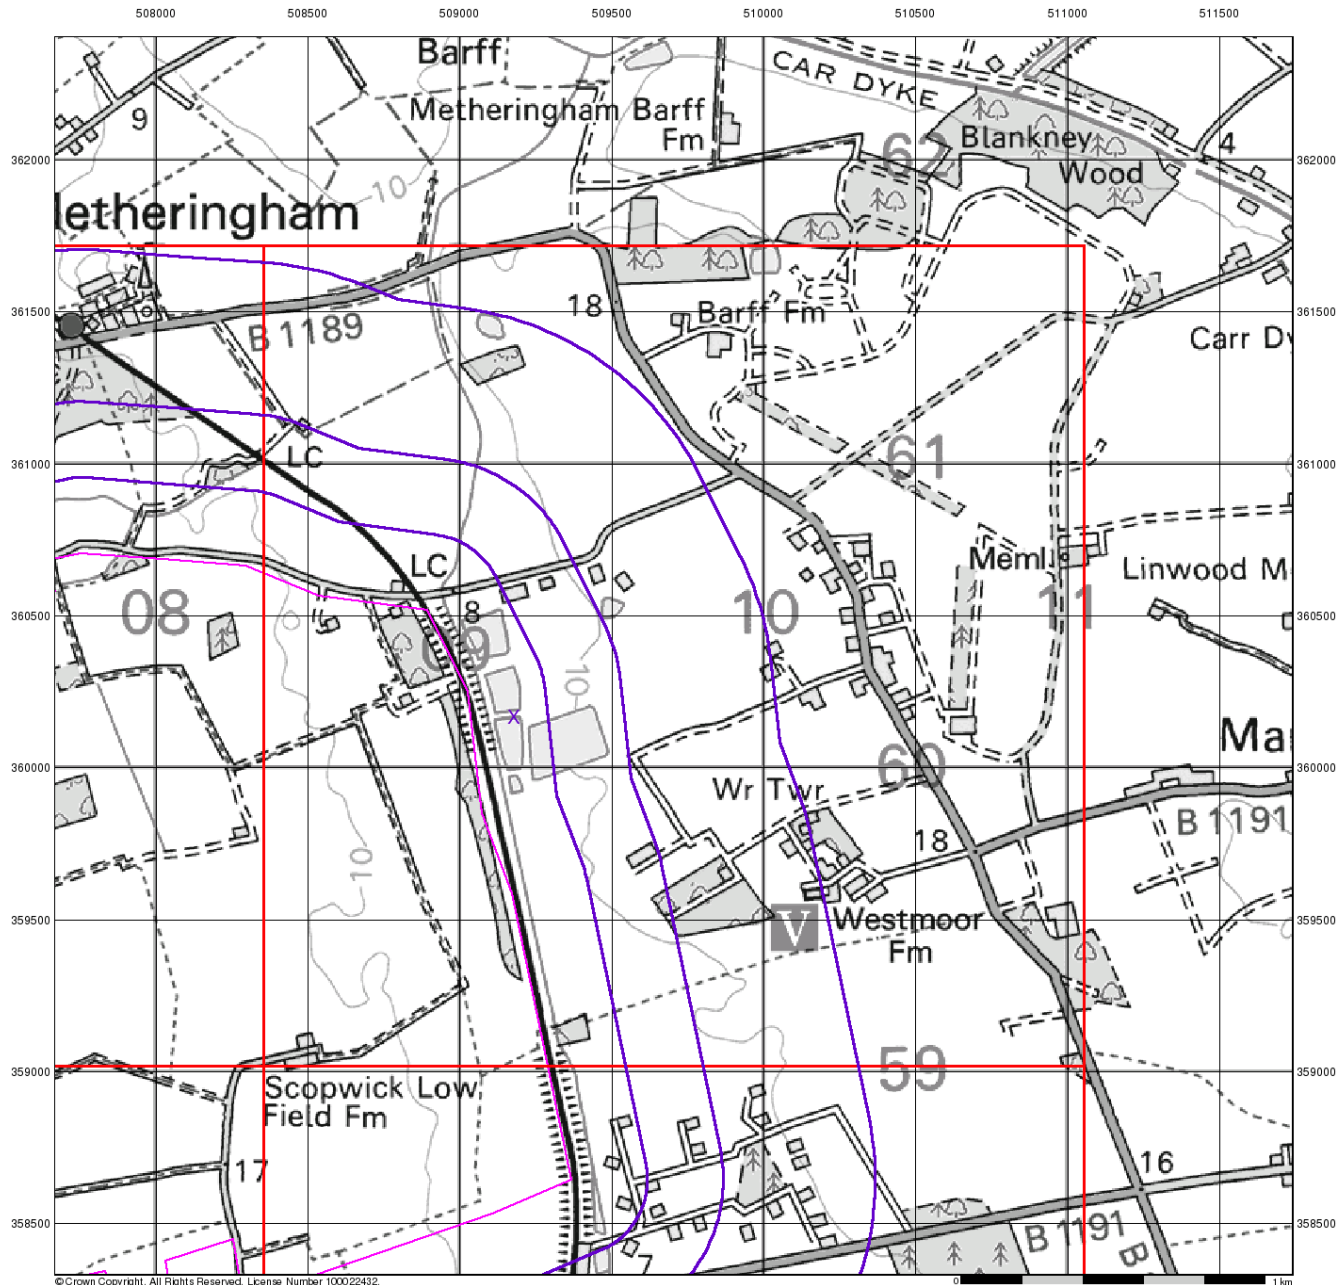 508000 508500 509000 509500 510000 510500 511000 511500
Barff
CAR DYKE
Metheringham Barff
Fm
9
Blankney
Wood
4
362000
62
362000
10
letheringham
18
Barff Fm
361500
B 1189
361500
Carr Dy
LC
61
361000
361000
LC
Meml
Linwood M
08
8
09
10
11
360500
360500
10
Ma
X
60
360000
360000
Wr Twr
B 1191
18
10
V
Westmoor
Fm
359500
359500
59
359000
359000
Scopwick Low
Field Fm
17
16
358500
358500
B 1191
B
© Crown Copyright. All Rights Reserved. License Number 100022432.
0 1 km